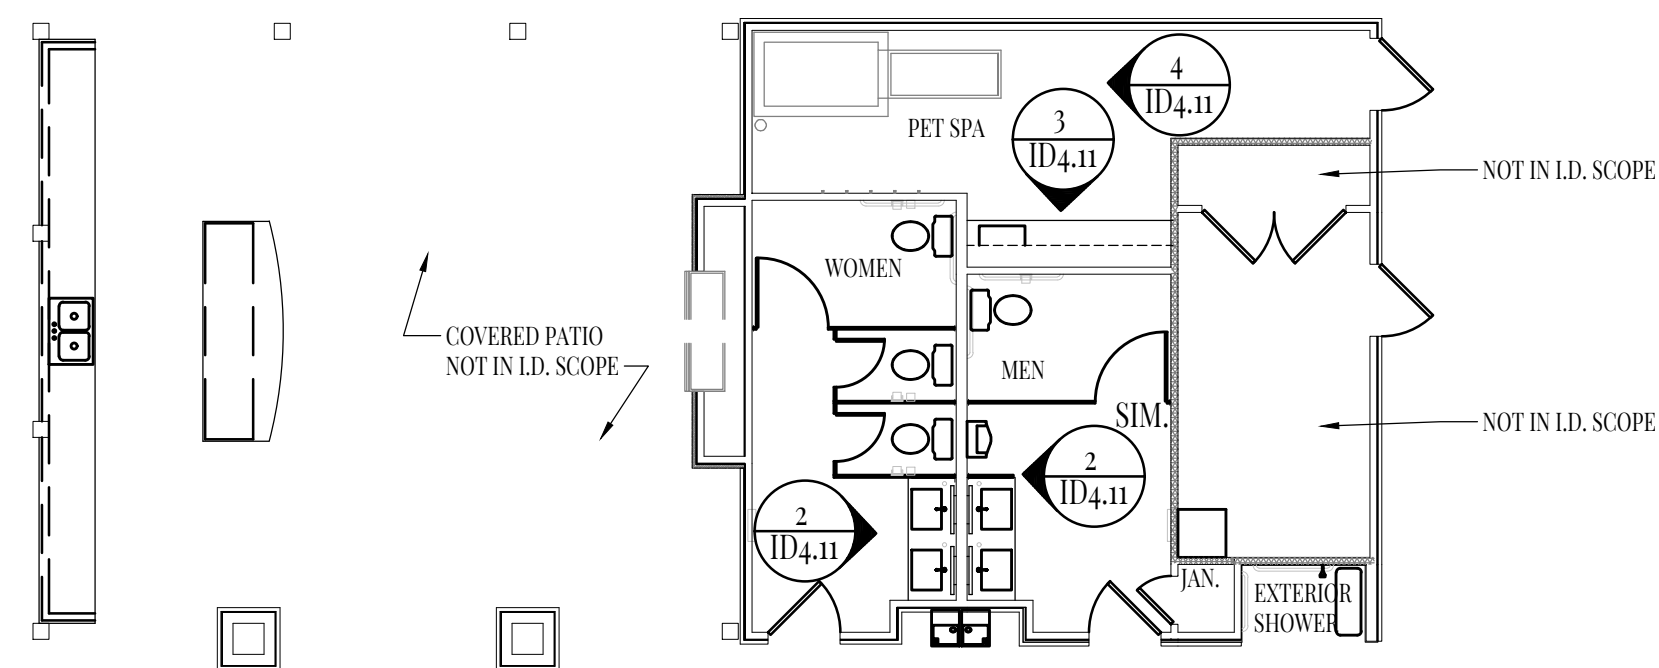 4
ID4.11
PET SPA
3
ID4.11
NOT IN I.D. SCOPE
WOMEN
COVERED PATIO
NOT IN I.D. SCOPE
MEN
SIM.
NOT IN I.D. SCOPE
2
ID4.11
2
ID4.11
JAN.
EXTERIOR
SHOWER